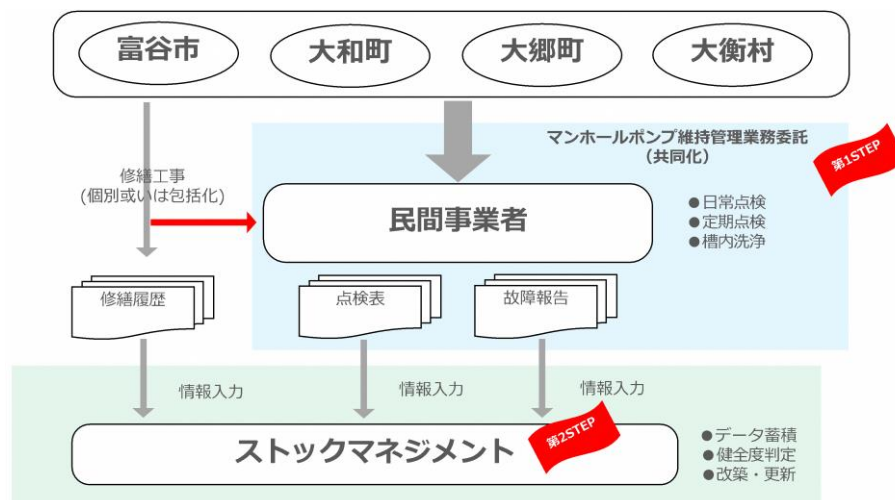 富谷市
大和町
大郷町
大衡村
マンホールポンプ維持管理業務委託
（共同化）
第1STEP
修繕工事
(個別或いは包括化)
民間事業者
●日常点検
●定期点検
●槽内洗浄
修繕履歴
点検表
故障報告
情報入力
情報入力
情報入力
ストックマネジメント
第2STEP
●データ蓄積
●健全度判定
●改築・更新